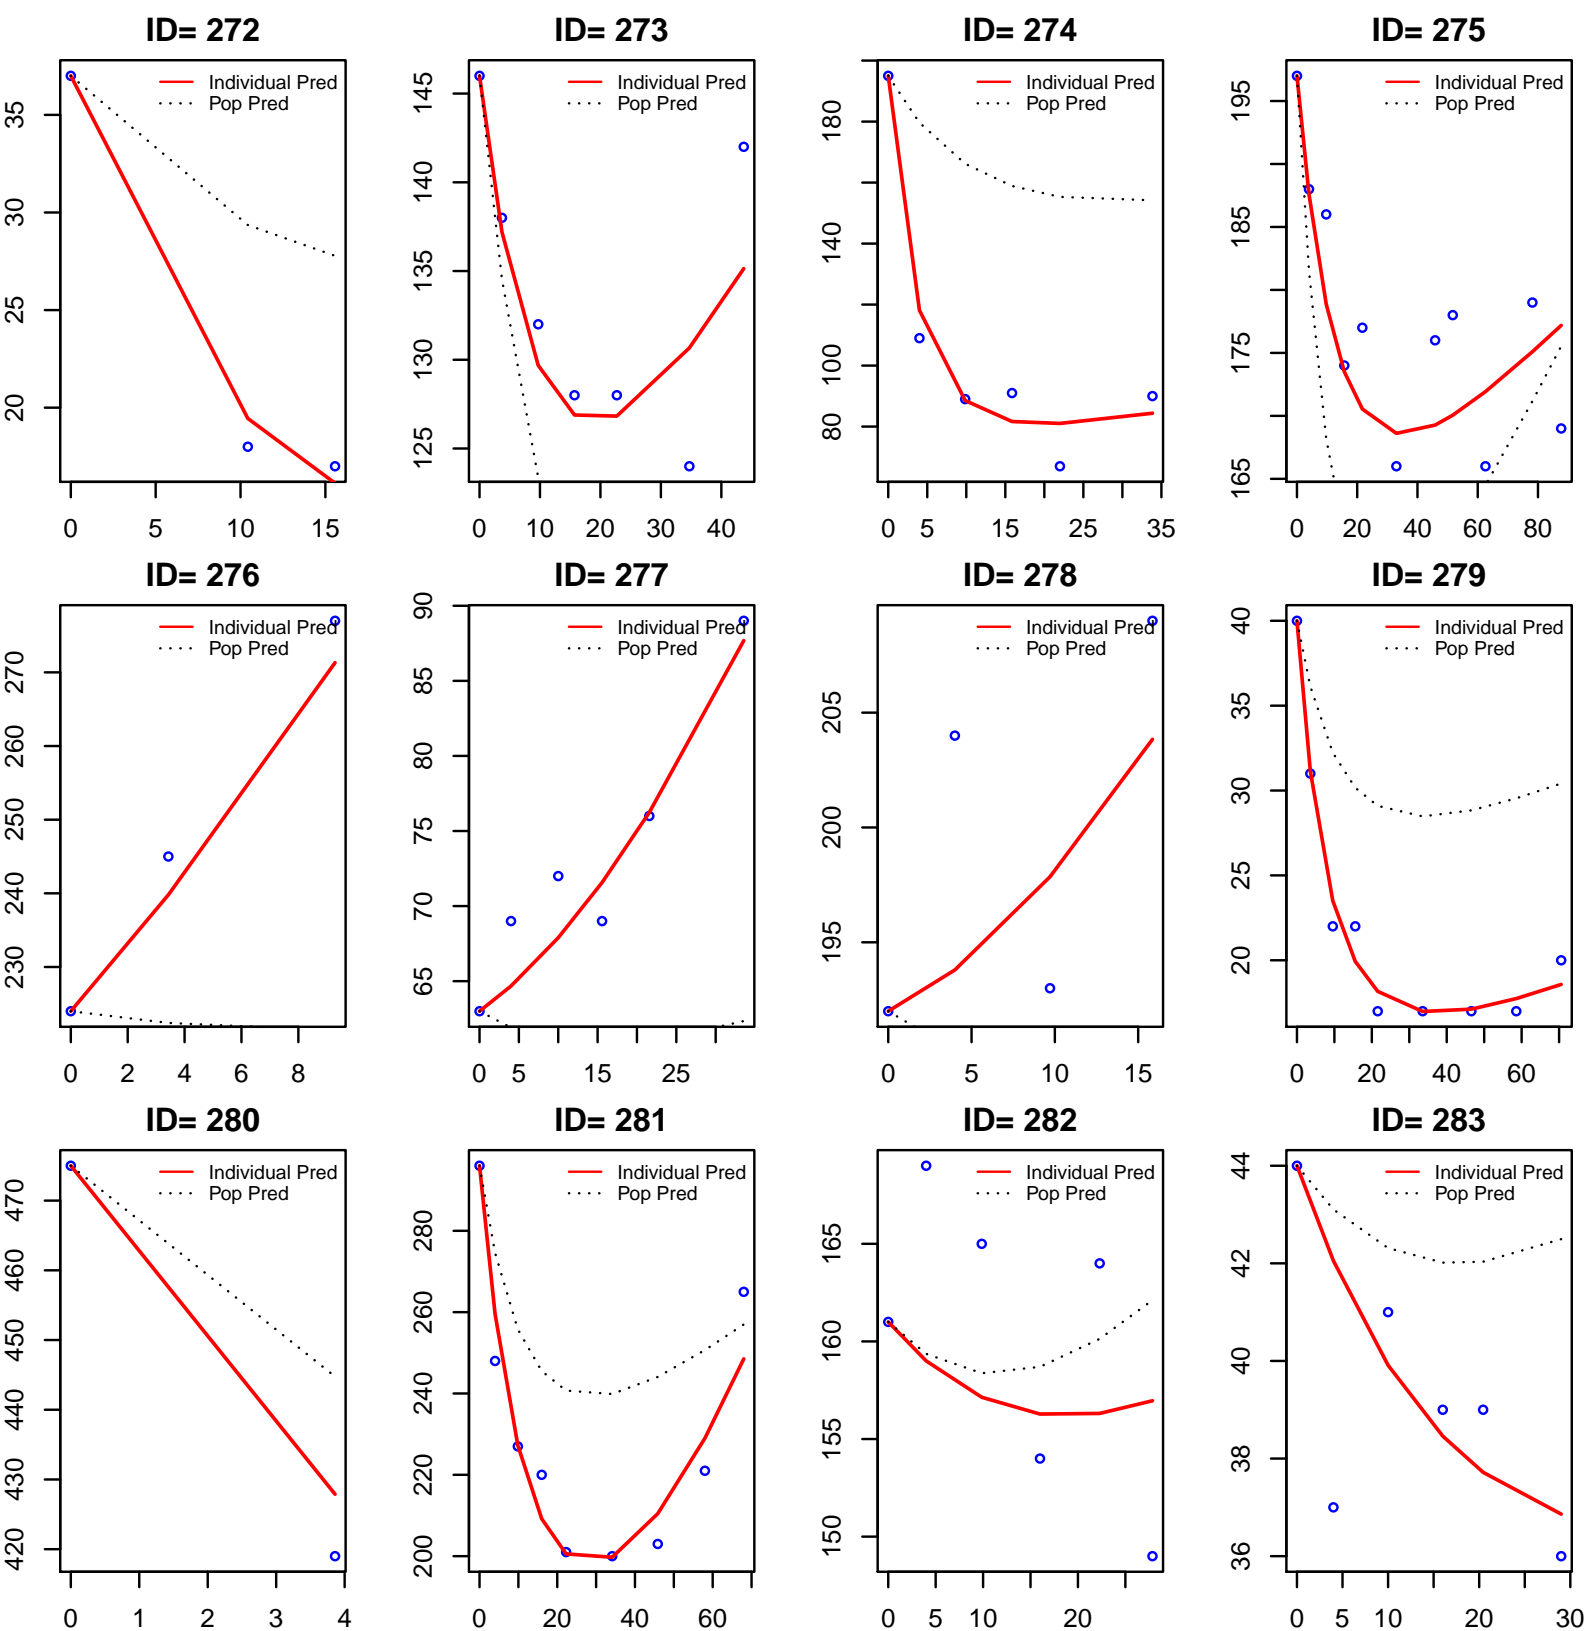 ID= 272
ID= 273
ID= 274
ID= 275
Individual Pred
Pop Pred
Individual Pred
Pop Pred
Individual Pred
Pop Pred
Individual Pred
Pop Pred
20 25 30 35
125 130 135 140 145
80 100 140 180
165 175 185 195
0 5 10 15
0 10 20 30 40
0 5 15 25 35
0 20 40 60 80
ID= 276
ID= 277
ID= 278
ID= 279
Individual Pred
Pop Pred
Individual Pred
Pop Pred
Individual Pred
Pop Pred
Individual Pred
Pop Pred
230 240 250 260 270
65 70 75 80 85 90
195 200 205
20 25 30 35 40
0 2 4 6 8
0 5 15 25
0 5 10 15
0 20 40 60
ID= 280
ID= 281
ID= 282
ID= 283
Individual Pred
Pop Pred
Individual Pred
Pop Pred
Individual Pred
Pop Pred
Individual Pred
Pop Pred
420 430 440 450 460 470
200 220 240 260 280
150 155 160 165
36 38 40 42 44
0 1 2 3 4
0 20 40 60
0 5 10 20
0 5 10 20 30